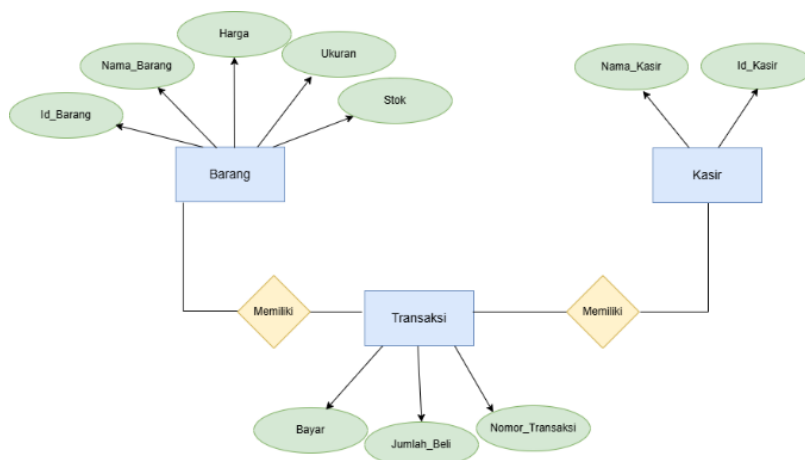 Harga
Ukuran
Nama_Barang
Nama_Kasir
Id_Kasir
Stok
Id_Barang
Barang
Kasir
Memiliki
Transaksi
Memiliki
Bayar
Jumlah_Beli
Nomor_Transaksi